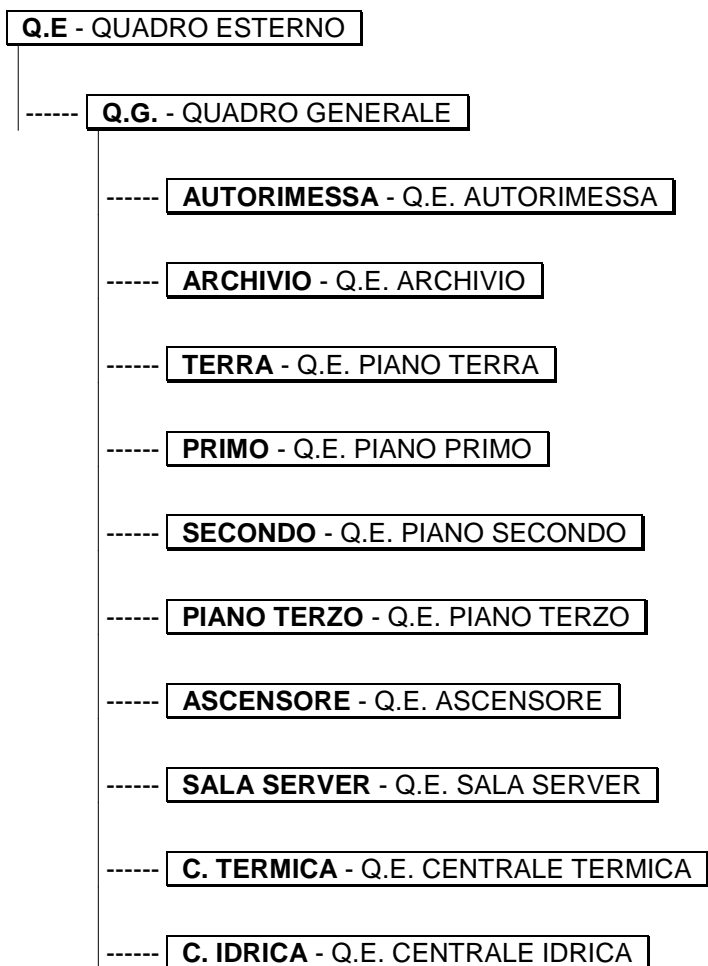 Q.E - QUADRO ESTERNO
------ Q.G. - QUADRO GENERALE
------ AUTORIMESSA - Q.E. AUTORIMESSA
------ ARCHIVIO - Q.E. ARCHIVIO
------ TERRA - Q.E. PIANO TERRA
------ PRIMO - Q.E. PIANO PRIMO
------ SECONDO - Q.E. PIANO SECONDO
------ PIANO TERZO - Q.E. PIANO TERZO
------ ASCENSORE - Q.E. ASCENSORE
------ SALA SERVER - Q.E. SALA SERVER
------ C. TERMICA - Q.E. CENTRALE TERMICA
------ C. IDRICA - Q.E. CENTRALE IDRICA